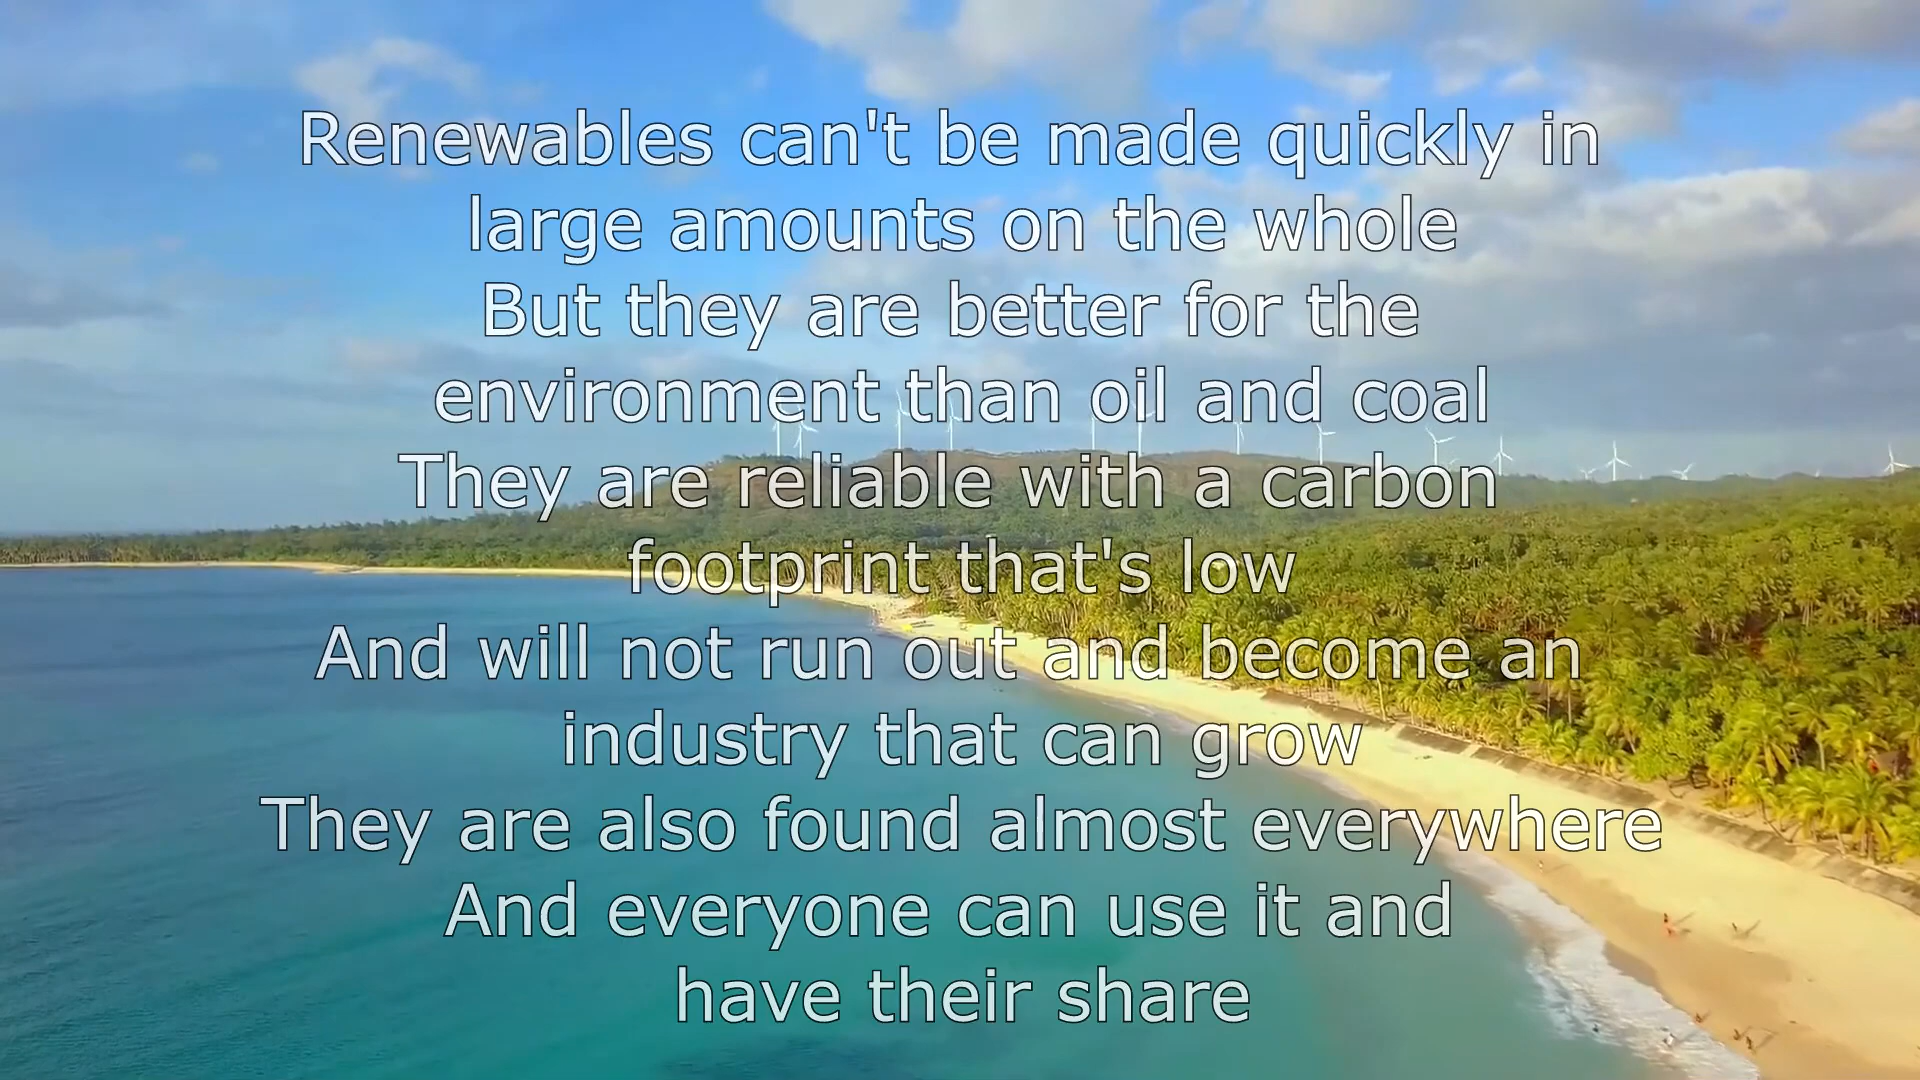 Renewables can't be made quickly in
large amounts on the whole
But they are better for the
environment than oil and coal
They are reliable with a carbon
footprint that's low
And will not run out and become an
industry that can grow
They are also found almost everywhere
And everyone can use it and
have their share